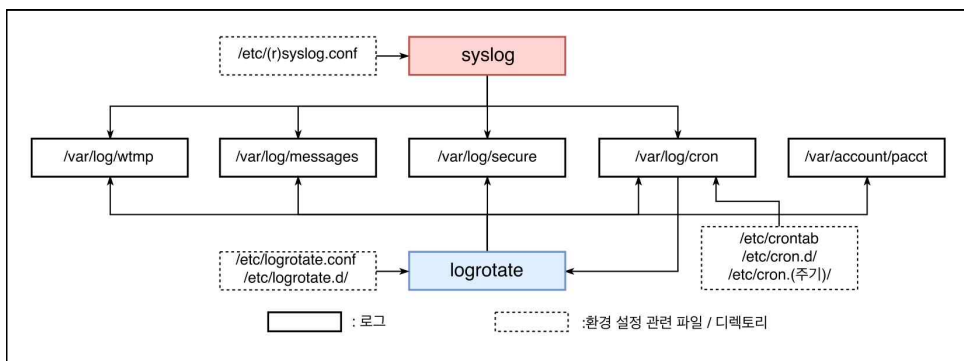 /etc/(r)syslog.conf
syslog
/var/log/wtmp
/var/log/messages
/var/log/secure
/var/log/cron
/var/account/pacct
/etc/crontab
/etc/cron.d/
/etc/cron.(주기)/
/etc/logrotate.conf
/etc/logrotate.d/
logrotate
: 로그
:환경 설정 관련 파일 / 디렉토리